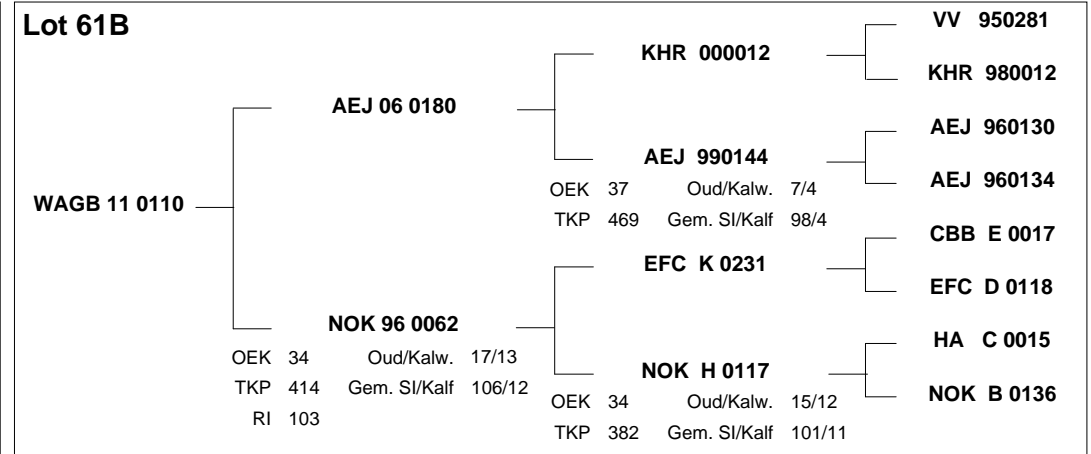 Lot 61B
VV 950281
KHR 000012
KHR 980012
AEJ 06 0180
AEJ 960130
AEJ 990144
AEJ 960134
OEK 37 Oud/Kalw. 7/4
TKP 469 Gem. SI/Kalf 98/4
WAGB 11 0110
CBB E 0017
EFC K 0231
EFC D 0118
NOK 96 0062
OEK 34 Oud/Kalw. 17/13
TKP 414 Gem. SI/Kalf 106/12
RI 103
HA C 0015
NOK H 0117
NOK B 0136
OEK 34 Oud/Kalw. 15/12
TKP 382 Gem. SI/Kalf 101/11